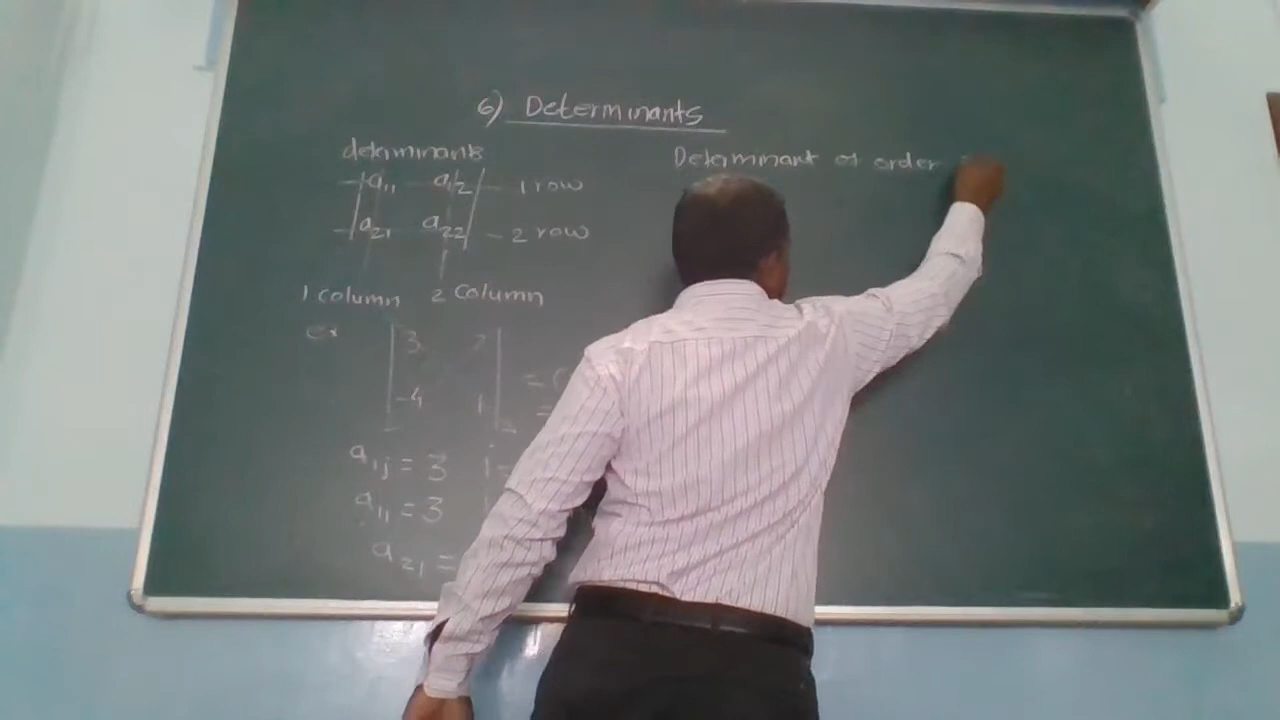 6) Determinants
determinants
a11 a12 - 1 row
a21 a22 - 2 row
1 column 2 column
ex 3 7
-4 1
a1j = 3
a11 = 3
a21 =
Determinant of order